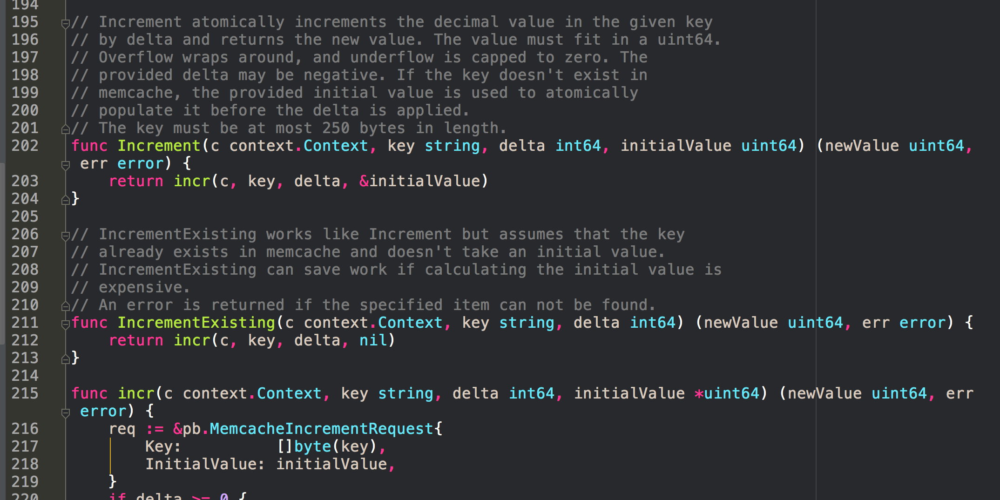 194
195 // Increment atomically increments the decimal value in the given key
196 // by delta and returns the new value. The value must fit in a uint64.
197 // Overflow wraps around, and underflow is capped to zero. The
198 // provided delta may be negative. If the key doesn't exist in
199 // memcache, the provided initial value is used to atomically
200 // populate it before the delta is applied.
201 // The key must be at most 250 bytes in length.
202 func Increment(c context.Context, key string, delta int64, initialValue uint64) (newValue uint64,
err error) {
203     return incr(c, key, delta, &initialValue)
204 }
205
206 // IncrementExisting works like Increment but assumes that the key
207 // already exists in memcache and doesn't take an initial value.
208 // IncrementExisting can save work if calculating the initial value is
209 // expensive.
210 // An error is returned if the specified item can not be found.
211 func IncrementExisting(c context.Context, key string, delta int64) (newValue uint64, err error) {
212     return incr(c, key, delta, nil)
213 }
214
215 func incr(c context.Context, key string, delta int64, initialValue *uint64) (newValue uint64, err
error) {
216     req := &pb.MemcacheIncrementRequest{
217         Key:          []byte(key),
218         InitialValue: initialValue,
219     }
220     if delta >= 0 {